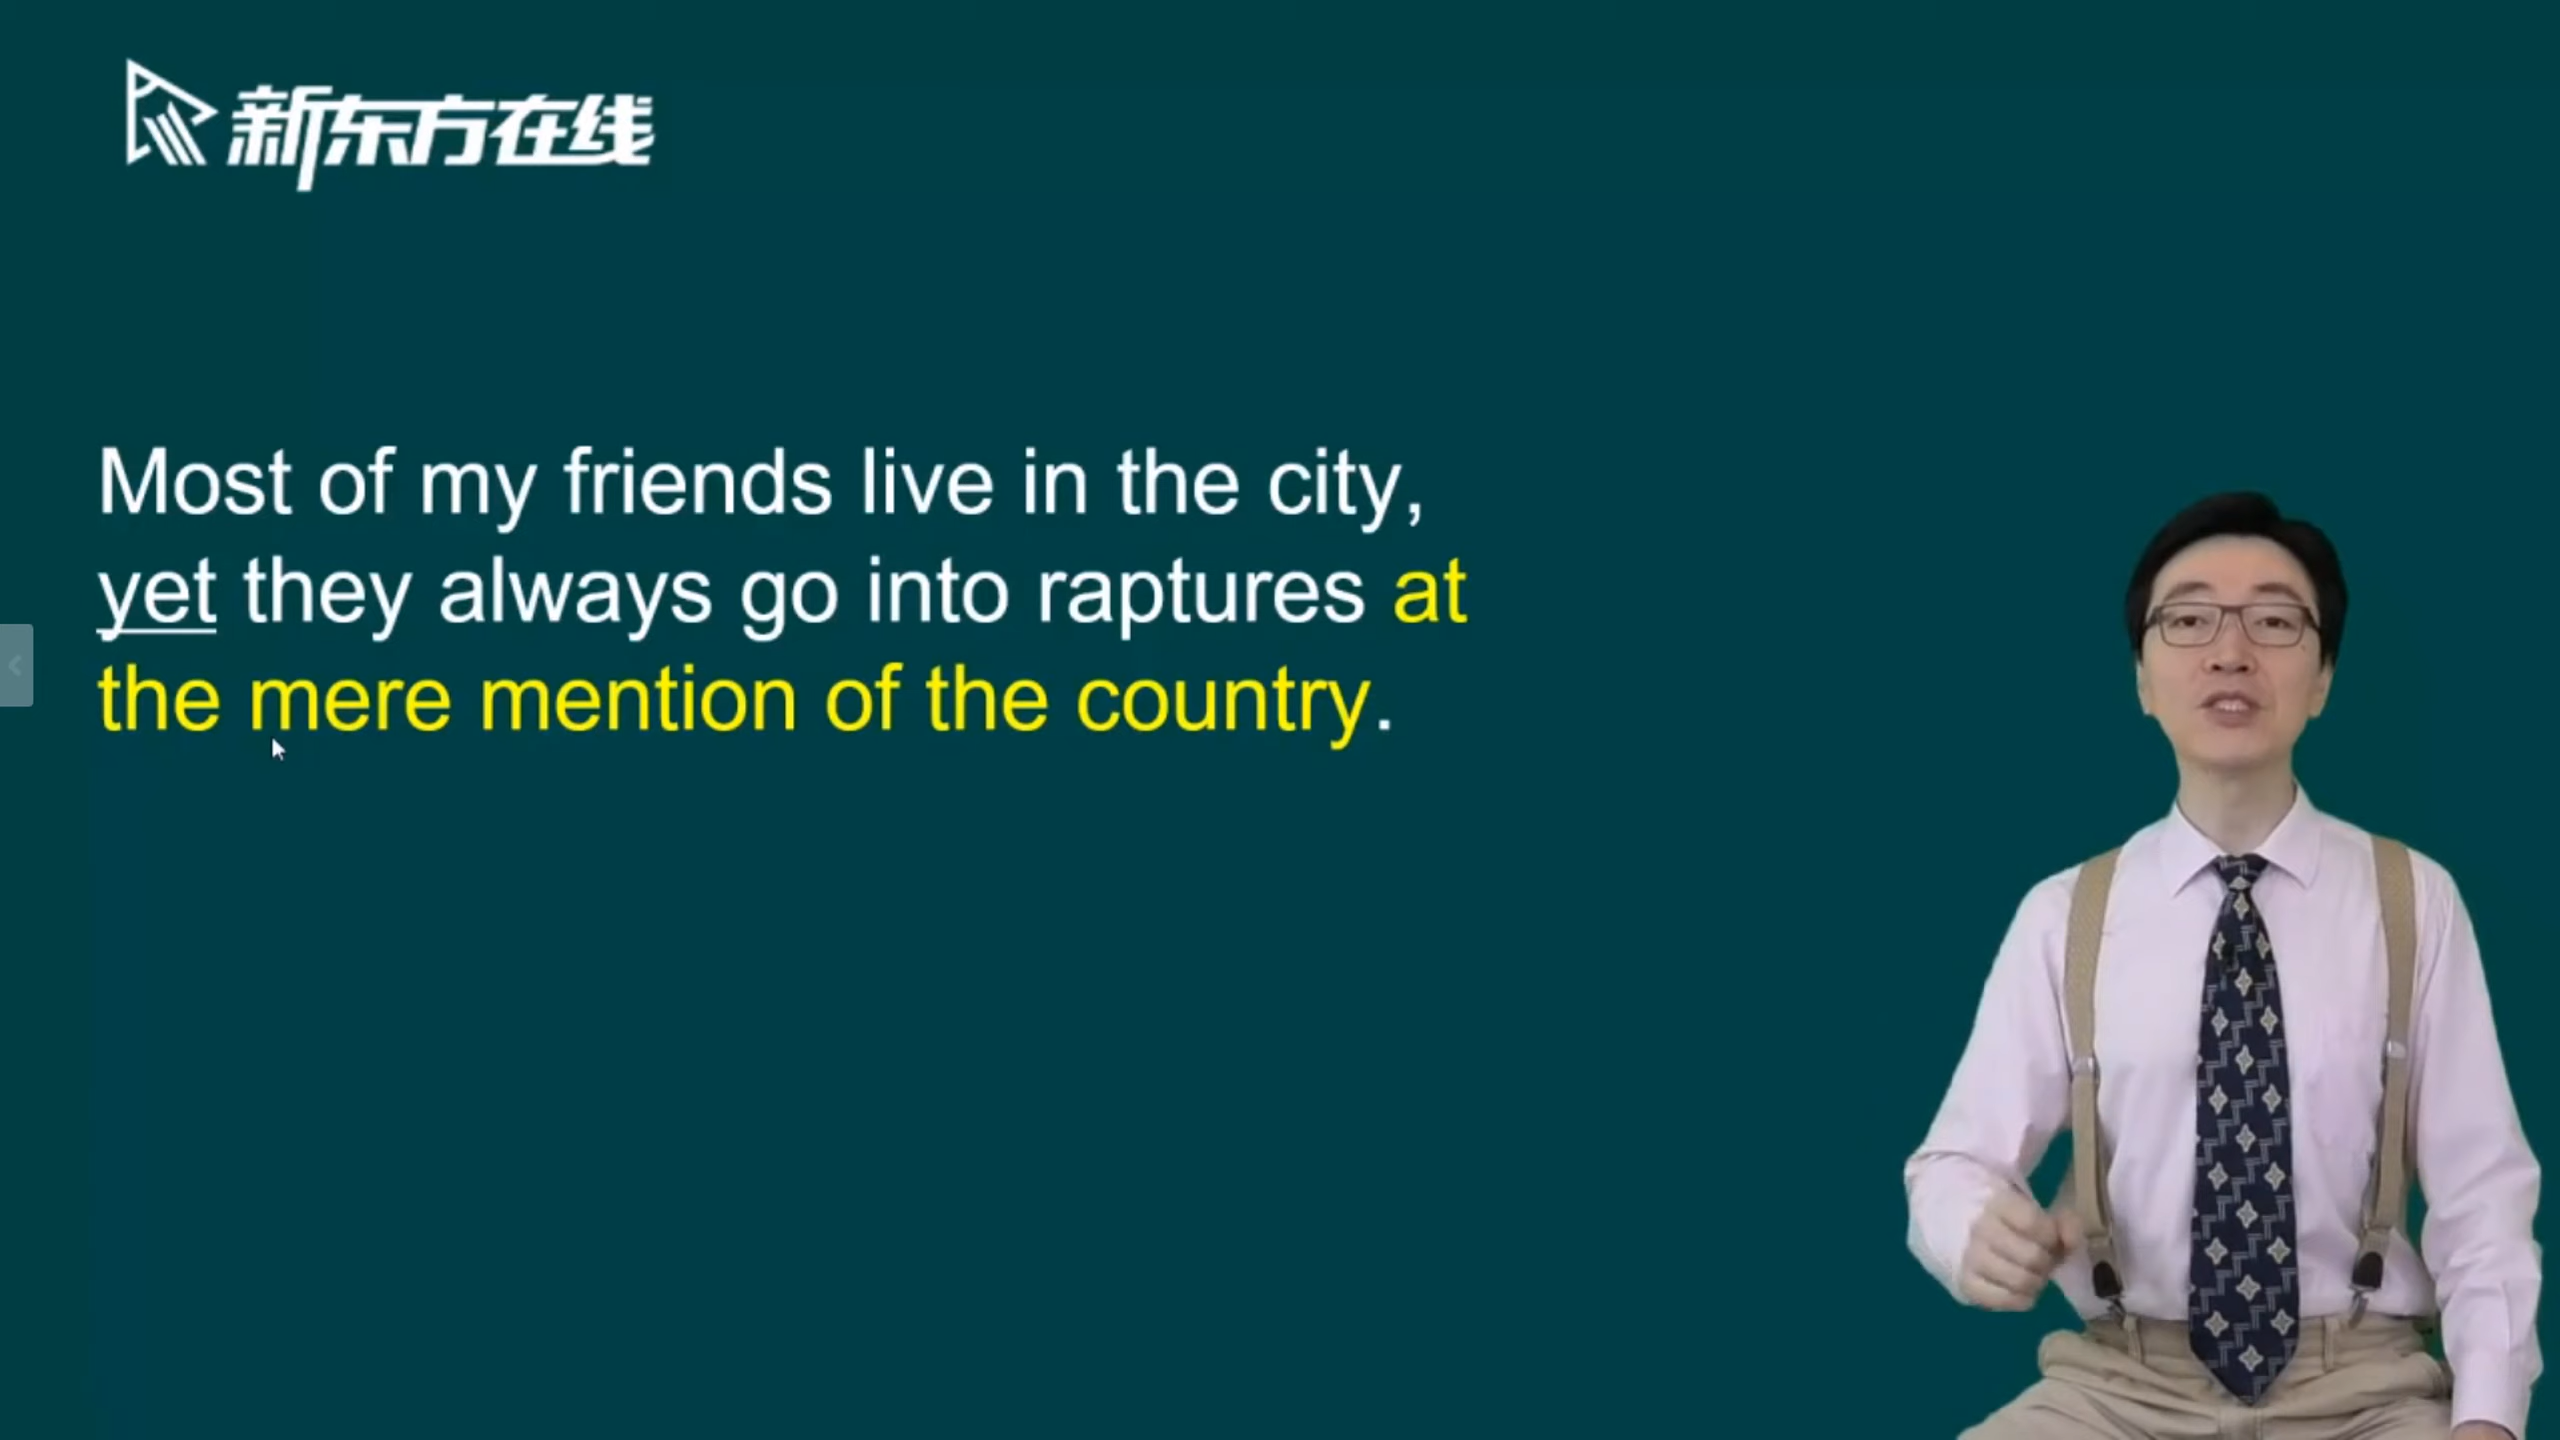 新东方在线
Most of my friends live in the city,
yet they always go into raptures at
the mere mention of the country.